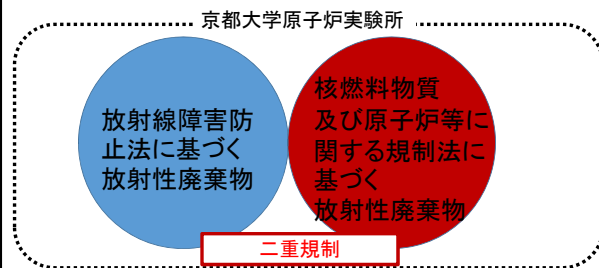 京都大学原子炉実験所
放射線障害防
止法に基づく
放射性廃棄物
核燃料物質
及び原子炉等に
関する規制法に
基づく
放射性廃棄物
二重規制